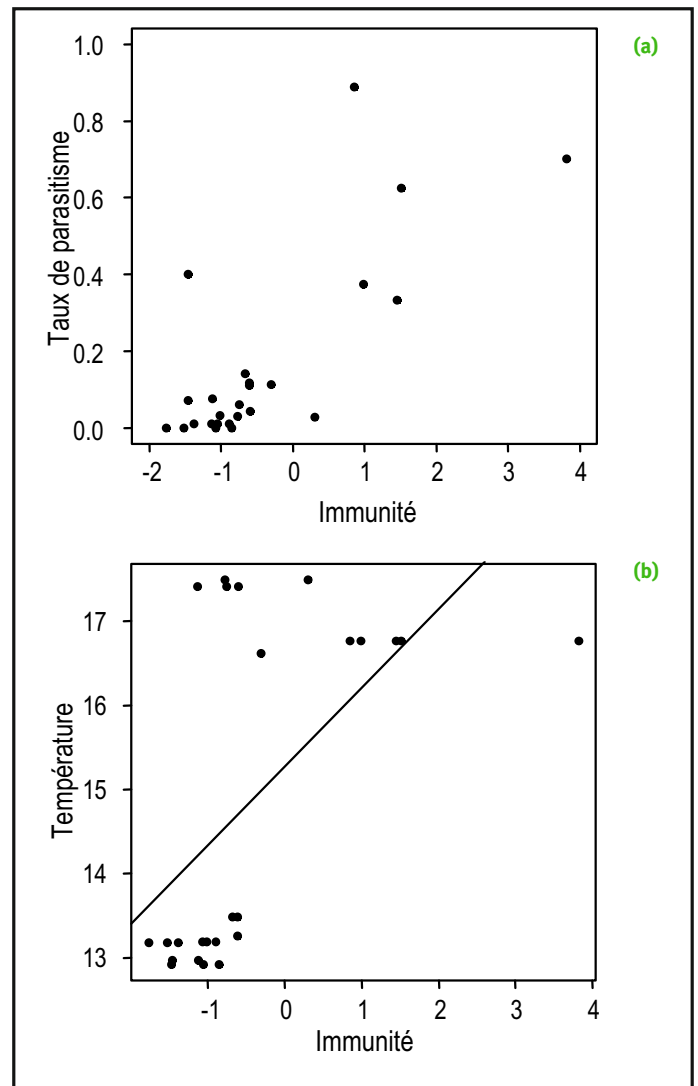 (a)
1.0
0.8
0.6
0.4
0.2
0.0
Taux de parasitisme
-2 -1 0 1 2 3 4
Immunité
(b)
17
16
15
14
13
Température
-1 0 1 2 3 4
Immunité